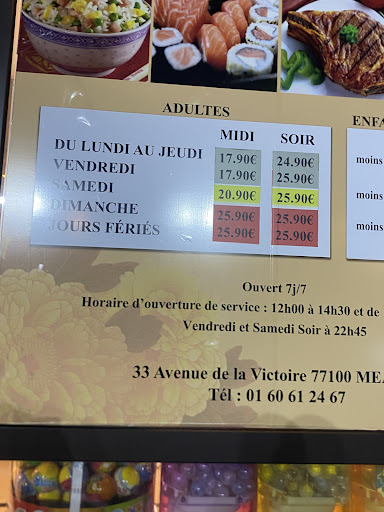 ADULTES
ENFA
MIDI SOIR
DU LUNDI AU JEUDI 17.90€ 24.90€
VENDREDI 17.90€ 25.90€
SAMEDI 20.90€ 25.90€
DIMANCHE 25.90€ 25.90€
JOURS FÉRIÉS 25.90€ 25.90€
moins
moins
moins
Ouvert 7j/7
Horaire d'ouverture de service : 12h00 à 14h30 et de
Vendredi et Samedi Soir à 22h45
33 Avenue de la Victoire 77100 MEA
Tél : 01 60 61 24 67